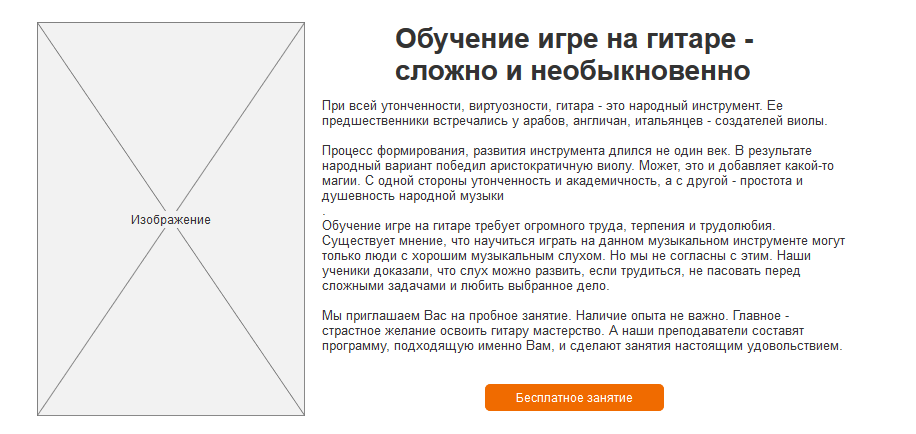 Обучение игре на гитаре -
сложно и необыкновенно
При всей утонченности, виртуозности, гитара - это народный инструмент. Ее
предшественники встречались у арабов, англичан, итальянцев - создателей виолы.
Процесс формирования, развития инструмента длился не один век. В результате
народный вариант победил аристократичную виолу. Может, это и добавляет какой-то
магии. С одной стороны утонченность и академичность, а с другой - простота и
душевность народной музыки
.
Изображение
Обучение игре на гитаре требует огромного труда, терпения и трудолюбия.
Существует мнение, что научиться играть на данном музыкальном инструменте могут
только люди с хорошим музыкальным слухом. Но мы не согласны с этим. Наши
ученики доказали, что слух можно развить, если трудиться, не пасовать перед
сложными задачами и любить выбранное дело.
Мы приглашаем Вас на пробное занятие. Наличие опыта не важно. Главное -
страстное желание освоить гитару мастерство. А наши преподаватели составят
программу, подходящую именно Вам, и сделают занятия настоящим удовольствием.
Бесплатное занятие